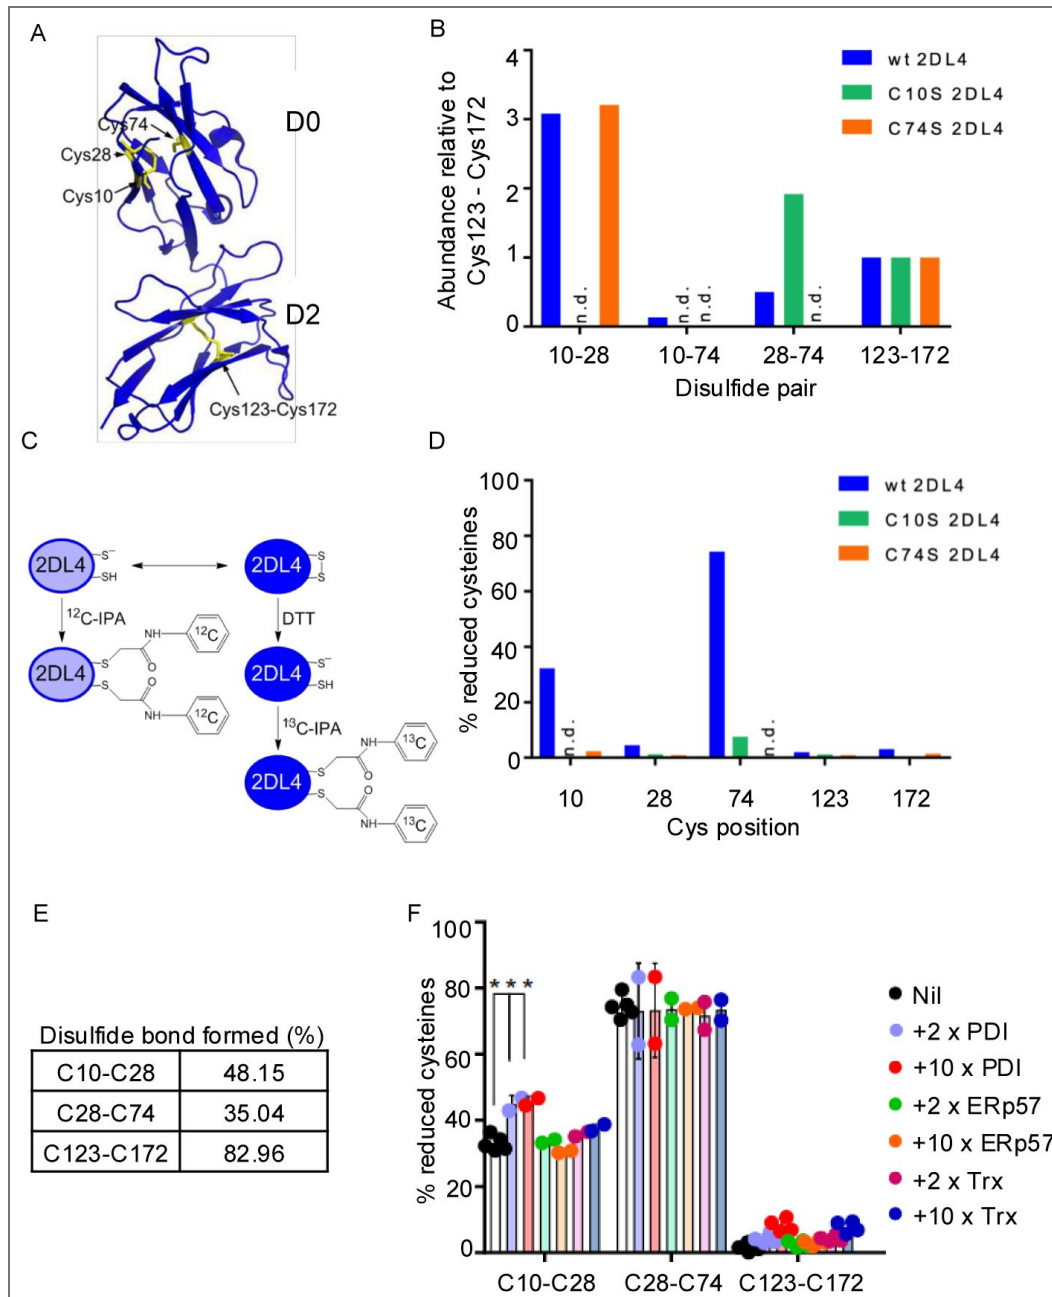 A
Cys74
D0
Cys28
Cys10
D2
Cys123-Cys172
B
Abundance relative to
Cys123 - Cys172
4
3
2
1
0
n.d.
n.d.
n.d.
n.d.
10-28
10-74
28-74
123-172
Disulfide pair
wt 2DL4
C10S 2DL4
C74S 2DL4
C
2DL4
S⁻
SH
2DL4
S
S
¹²C-IPA
DTT
2DL4
S
S
NH
O
¹²C
O
NH
¹²C
2DL4
S⁻
SH
¹³C-IPA
2DL4
S
S
NH
O
¹³C
O
NH
¹³C
D
% reduced cysteines
100
80
60
40
20
0
n.d.
n.d.
10
28
74
123
172
Cys position
wt 2DL4
C10S 2DL4
C74S 2DL4
E
Disulfide bond formed (%)
C10-C28 48.15
C28-C74 35.04
C123-C172 82.96
F
% reduced cysteines
100
80
60
40
20
0
* * *
C10-C28
C28-C74
C123-C172
Nil
+2 x PDI
+10 x PDI
+2 x ERp57
+10 x ERp57
+2 x Trx
+10 x Trx